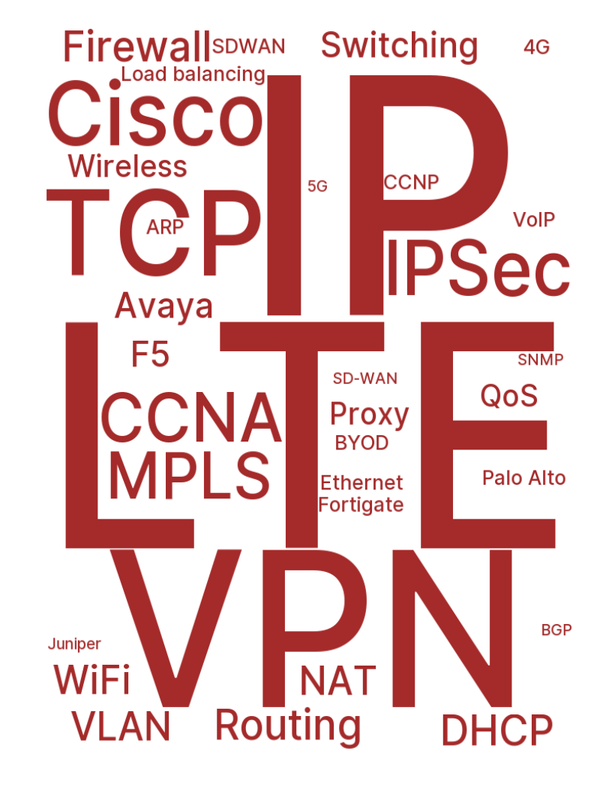 Firewall
SDWAN
Switching
4G
Load balancing
Cisco
IP
Wireless
5G
CCNP
TCP
ARP
VoIP
IPSec
Avaya
LTE
F5
SNMP
SD-WAN
QoS
CCNA
Proxy
BYOD
MPLS
Palo Alto
Ethernet
Fortigate
VPN
BGP
Juniper
WiFi
NAT
VLAN
Routing
DHCP